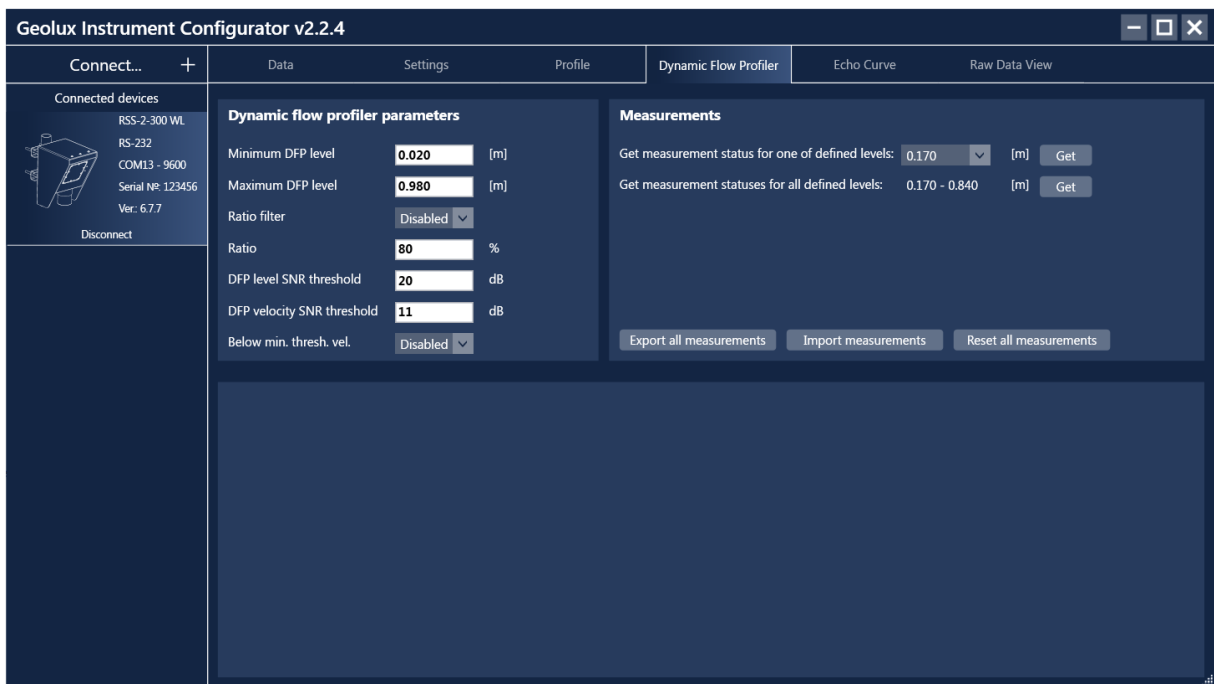 Geolux Instrument Configurator v2.2.4
Connect... +
Data Settings Profile Dynamic Flow Profiler Echo Curve Raw Data View
Connected devices
RSS-2-300 WL
RS-232
COM13 - 9600
Serial №: 123456
Ver.: 6.7.7
Disconnect
Dynamic flow profiler parameters
Minimum DFP level 0.020 [m]
Maximum DFP level 0.980 [m]
Ratio filter Disabled
Ratio 80 %
DFP level SNR threshold 20 dB
DFP velocity SNR threshold 11 dB
Below min. thresh. vel. Disabled
Measurements
Get measurement status for one of defined levels: 0.170 [m] Get
Get measurement statuses for all defined levels: 0.170 - 0.840 [m] Get
Export all measurements Import measurements Reset all measurements